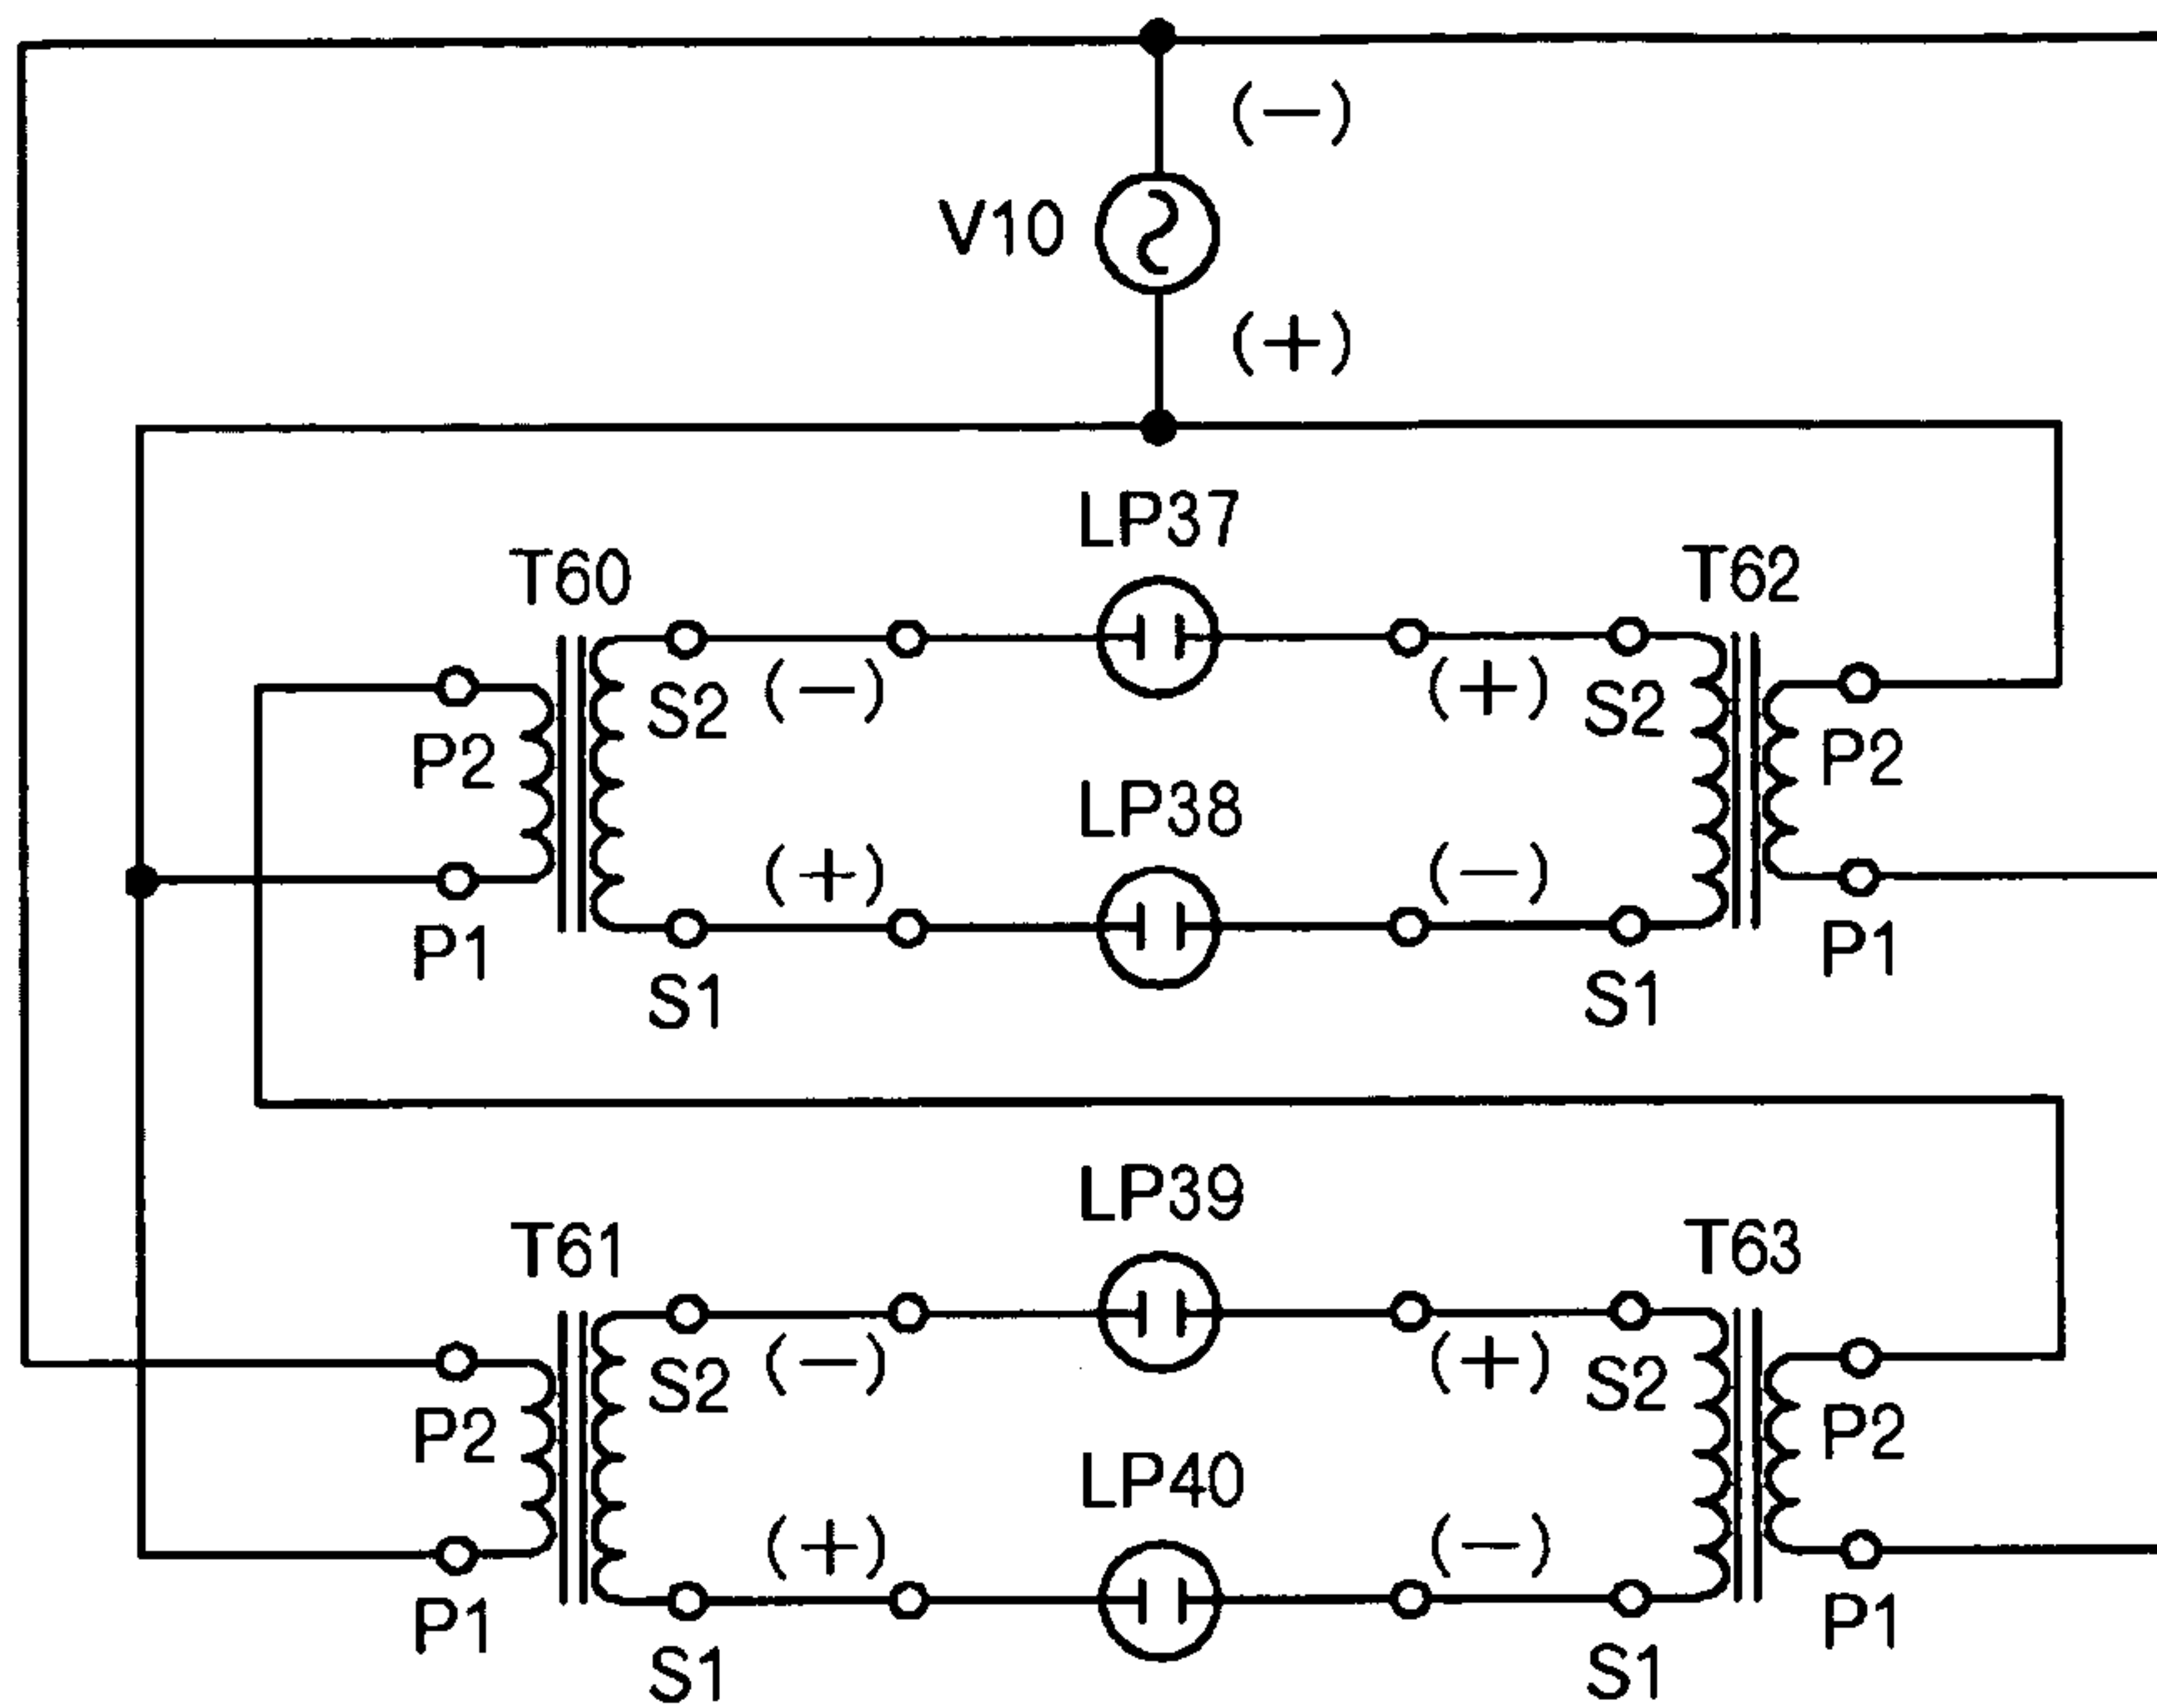 (−)
V10
(+)
LP37
T60
T62
S2
(−)
(+)
S2
P2
P2
LP38
(+)
(−)
P1
P1
S1
S1
LP39
T61
T63
S2
(−)
(+)
S2
P2
P2
LP40
(+)
(−)
P1
P1
S1
S1